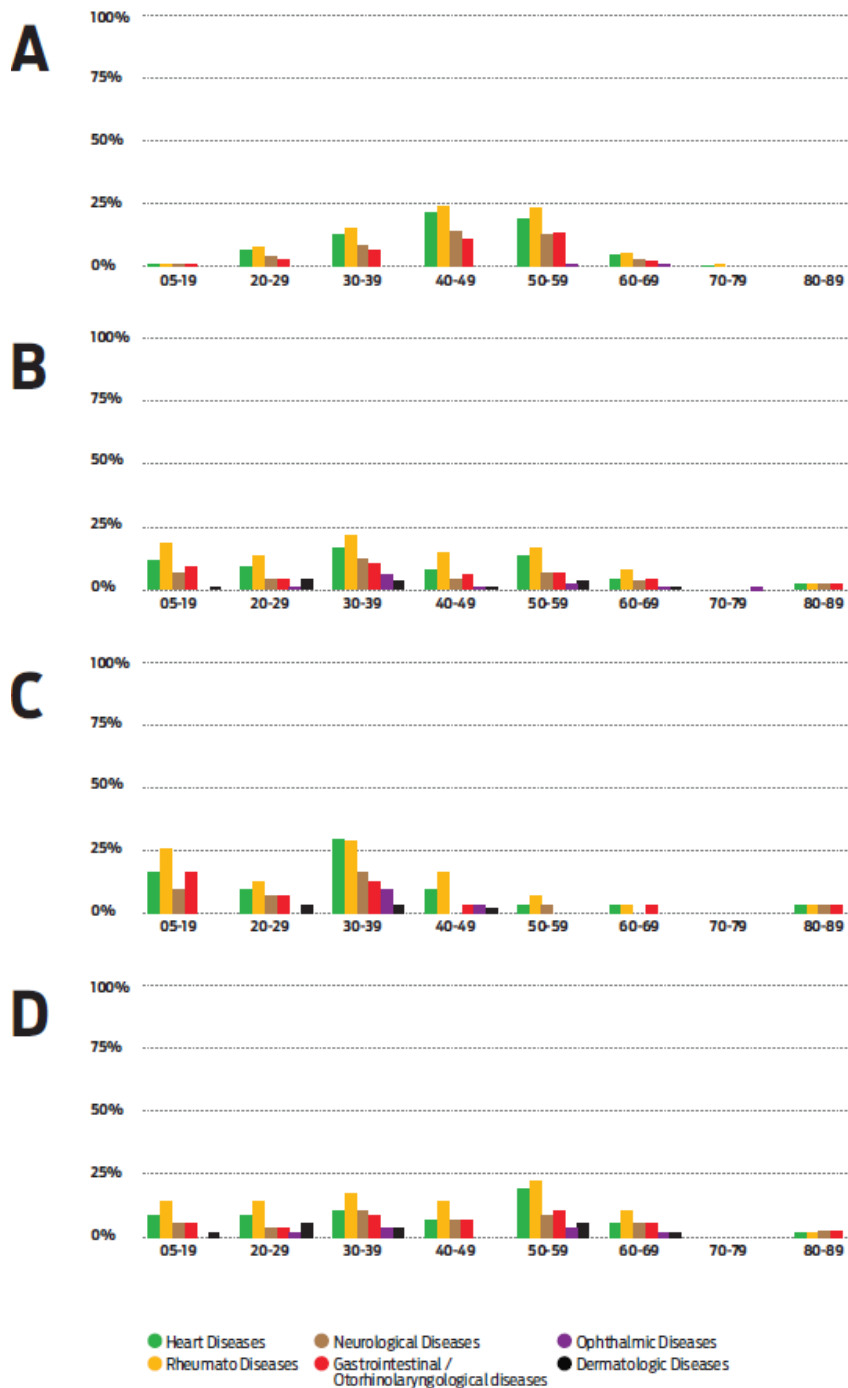 A
100%
75%
50%
25%
0%
05-19 20-29 30-39 40-49 50-59 60-69 70-79 80-89
B
100%
75%
50%
25%
0%
05-19 20-29 30-39 40-49 50-59 60-69 70-79 80-89
C
100%
75%
50%
25%
0%
05-19 20-29 30-39 40-49 50-59 60-69 70-79 80-89
D
100%
75%
50%
25%
0%
05-19 20-29 30-39 40-49 50-59 60-69 70-79 80-89
Heart Diseases Neurological Diseases Ophthalmic Diseases
Rheumato Diseases Gastrointestinal / Dermatologic Diseases
Otorhinolaryngological diseases